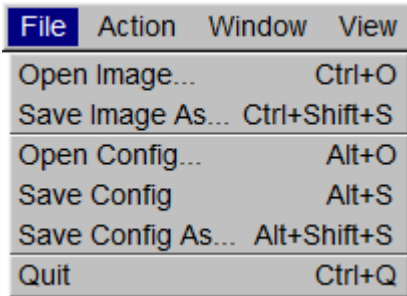 File Action Window View
Open Image... Ctrl+O
Save Image As... Ctrl+Shift+S
Open Config... Alt+O
Save Config Alt+S
Save Config As... Alt+Shift+S
Quit Ctrl+Q